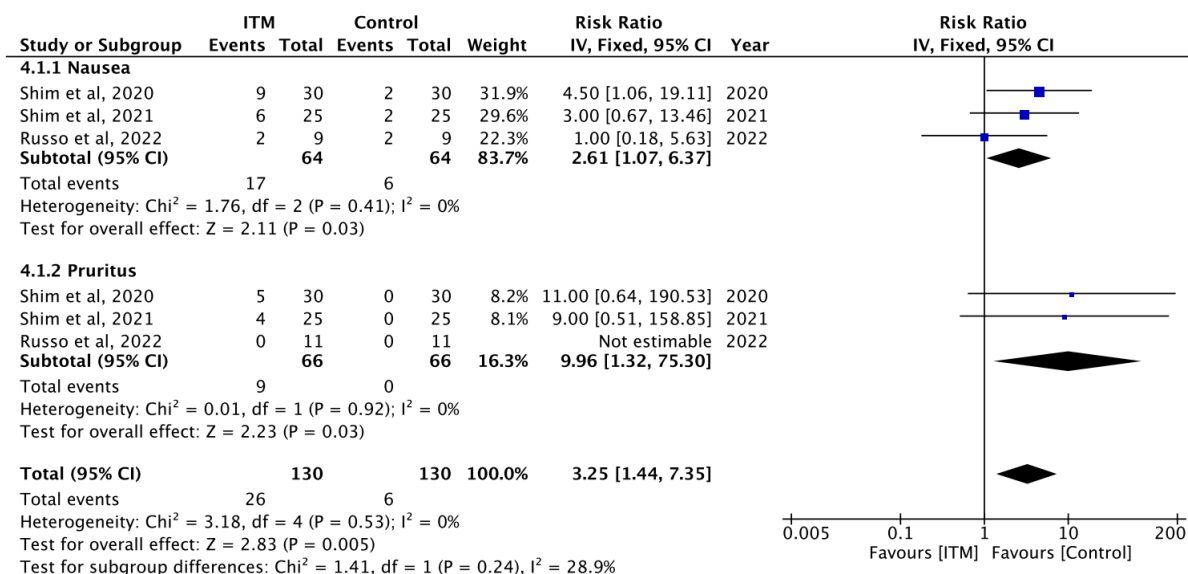 ITM Control Risk Ratio Risk Ratio
Study or Subgroup Events Total Events Total Weight IV, Fixed, 95% CI Year IV, Fixed, 95% CI
4.1.1 Nausea
Shim et al, 2020 9 30 2 30 31.9% 4.50 [1.06, 19.11] 2020
Shim et al, 2021 6 25 2 25 29.6% 3.00 [0.67, 13.46] 2021
Russo et al, 2022 2 9 2 9 22.3% 1.00 [0.18, 5.63] 2022
Subtotal (95% CI) 64 64 83.7% 2.61 [1.07, 6.37]
Total events 17 6
Heterogeneity: Chi² = 1.76, df = 2 (P = 0.41); I² = 0%
Test for overall effect: Z = 2.11 (P = 0.03)
4.1.2 Pruritus
Shim et al, 2020 5 30 0 30 8.2% 11.00 [0.64, 190.53] 2020
Shim et al, 2021 4 25 0 25 8.1% 9.00 [0.51, 158.85] 2021
Russo et al, 2022 0 11 0 11 Not estimable 2022
Subtotal (95% CI) 66 66 16.3% 9.96 [1.32, 75.30]
Total events 9 0
Heterogeneity: Chi² = 0.01, df = 1 (P = 0.92); I² = 0%
Test for overall effect: Z = 2.23 (P = 0.03)
Total (95% CI) 130 130 100.0% 3.25 [1.44, 7.35]
Total events 26 6
Heterogeneity: Chi² = 3.18, df = 4 (P = 0.53); I² = 0%
Test for overall effect: Z = 2.83 (P = 0.005)
Test for subgroup differences: Chi² = 1.41, df = 1 (P = 0.24), I² = 28.9%
0.005 0.1 1 10 200
Favours [ITM] Favours [Control]